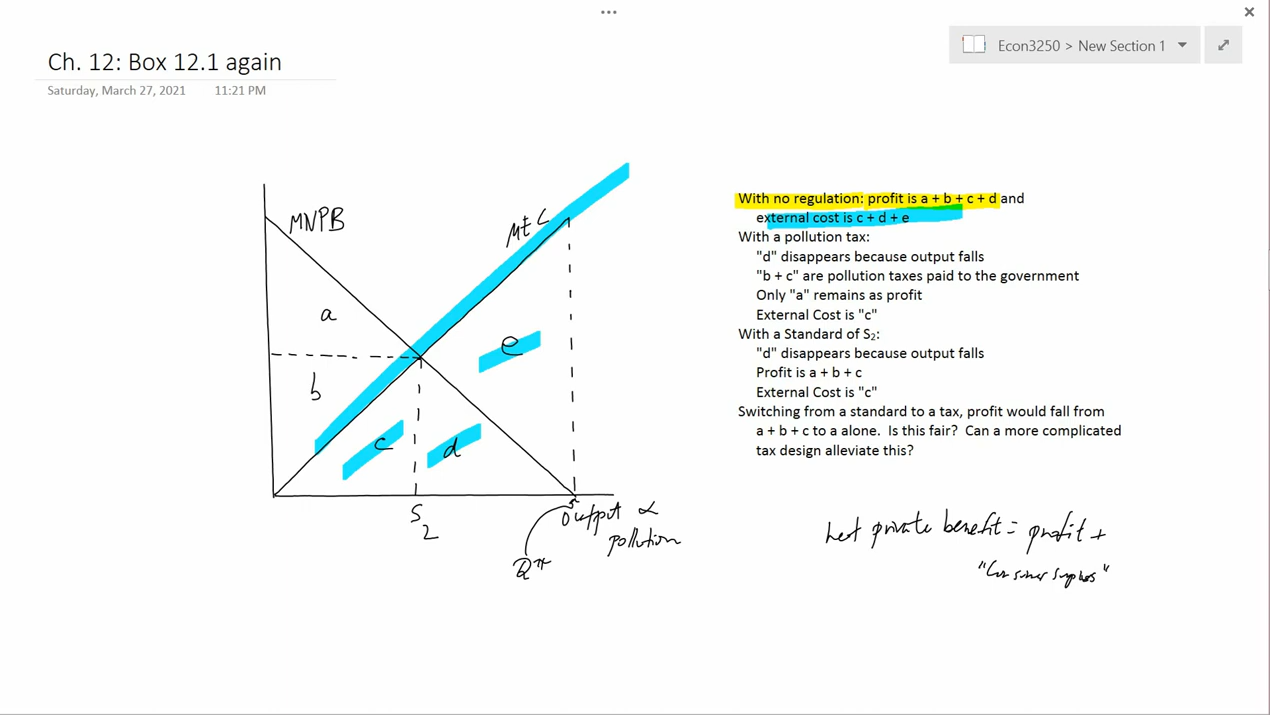 Econ3250 > New Section 1
Ch. 12: Box 12.1 again
Saturday, March 27, 2021 11:21 PM
MNPB
MEC
a
b
c
d
e
S2
Output ∝
pollution
Qπ
With no regulation: profit is a + b + c + d and
external cost is c + d + e
With a pollution tax:
"d" disappears because output falls
"b + c" are pollution taxes paid to the government
Only "a" remains as profit
External Cost is "c"
With a Standard of S2:
"d" disappears because output falls
Profit is a + b + c
External Cost is "c"
Switching from a standard to a tax, profit would fall from
a + b + c to a alone. Is this fair? Can a more complicated
tax design alleviate this?
net private benefit = profit +
"Consumer surplus"